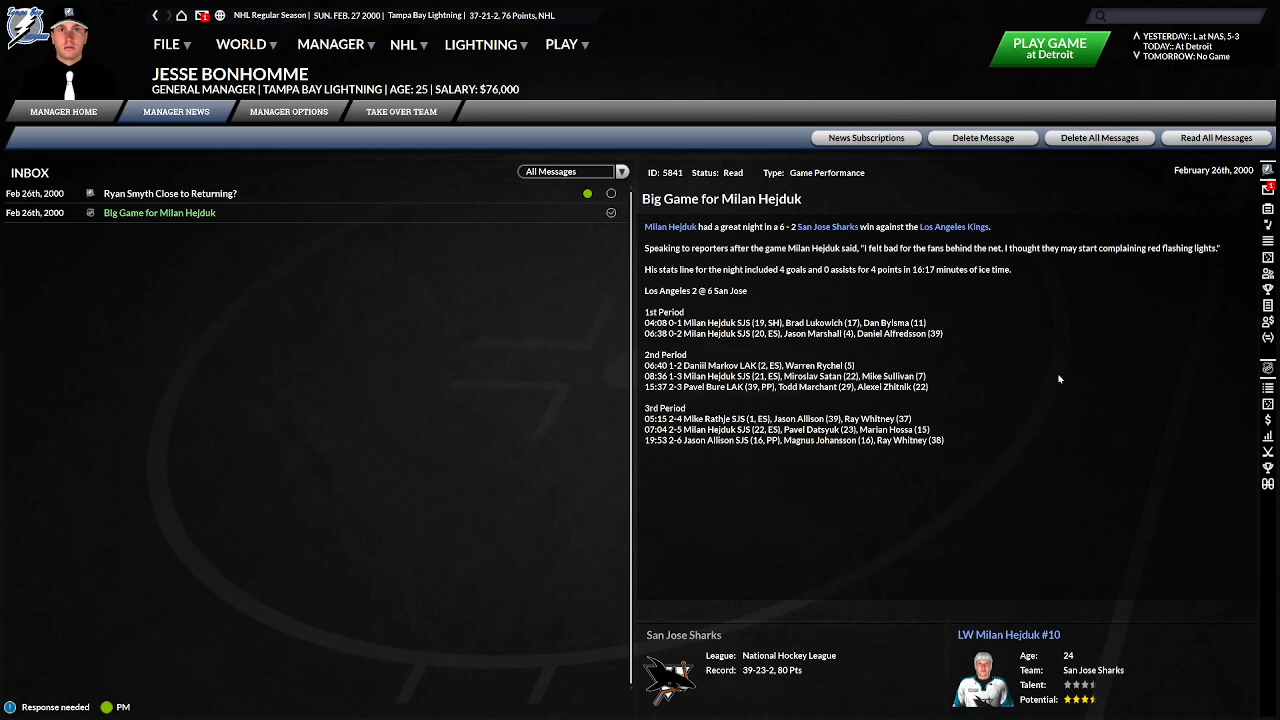 NHL Regular Season | SUN. FEB. 27 2000 | Tampa Bay Lightning | 37-21-2, 76 Points, NHL
FILE WORLD MANAGER NHL LIGHTNING PLAY
PLAY GAME
at Detroit
YESTERDAY:: L at NAS, 5-3
TODAY:: At Detroit
TOMORROW: No Game
JESSE BONHOMME
GENERAL MANAGER | TAMPA BAY LIGHTNING | AGE: 25 | SALARY: $76,000
MANAGER HOME MANAGER NEWS MANAGER OPTIONS TAKE OVER TEAM
News Subscriptions Delete Message Delete All Messages Read All Messages
INBOX
All Messages
Feb 26th, 2000 Ryan Smyth Close to Returning?
Feb 26th, 2000 Big Game for Milan Hejduk
ID: 5841 Status: Read Type: Game Performance February 26th, 2000
Big Game for Milan Hejduk
Milan Hejduk had a great night in a 6 - 2 San Jose Sharks win against the Los Angeles Kings.
Speaking to reporters after the game Milan Hejduk said, "I felt bad for the fans behind the net. I thought they may start complaining red flashing lights."
His stats line for the night included 4 goals and 0 assists for 4 points in 16:17 minutes of ice time.
Los Angeles 2 @ 6 San Jose
1st Period
04:08 0-1 Milan Hejduk SJS (19, SH), Brad Lukowich (17), Dan Bylsma (11)
06:38 0-2 Milan Hejduk SJS (20, ES), Jason Marshall (4), Daniel Alfredsson (39)
2nd Period
06:40 1-2 Daniil Markov LAK (2, ES), Warren Rychel (5)
08:36 1-3 Milan Hejduk SJS (21, ES), Miroslav Satan (22), Mike Sullivan (7)
15:37 2-3 Pavel Bure LAK (39, PP), Todd Marchant (29), Alexei Zhitnik (22)
3rd Period
05:15 2-4 Mike Rathje SJS (1, ES), Jason Allison (39), Ray Whitney (37)
07:04 2-5 Milan Hejduk SJS (22, ES), Pavel Datsyuk (23), Marian Hossa (15)
19:53 2-6 Jason Allison SJS (16, PP), Magnus Johansson (16), Ray Whitney (38)
San Jose Sharks
League: National Hockey League
Record: 39-23-2, 80 Pts
LW Milan Hejduk #10
Age: 24
Team: San Jose Sharks
Talent:
Potential:
Response needed PM